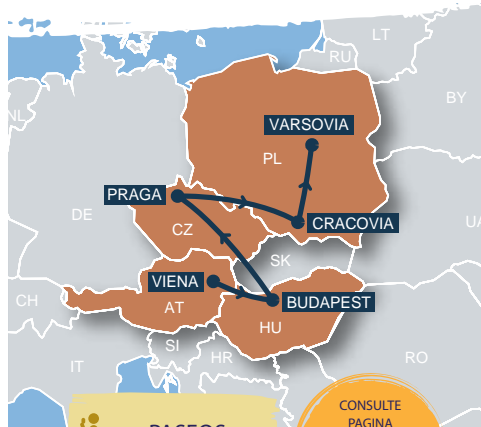 LT
RU
BY
NL
VARSOVIA
PL
PRAGA
DE
CRACOVIA
CZ
SK
CH
VIENA
AT
BUDAPEST
HU
SI
HR
IT
RO
PASEOS
CONSULTE
PAGINA